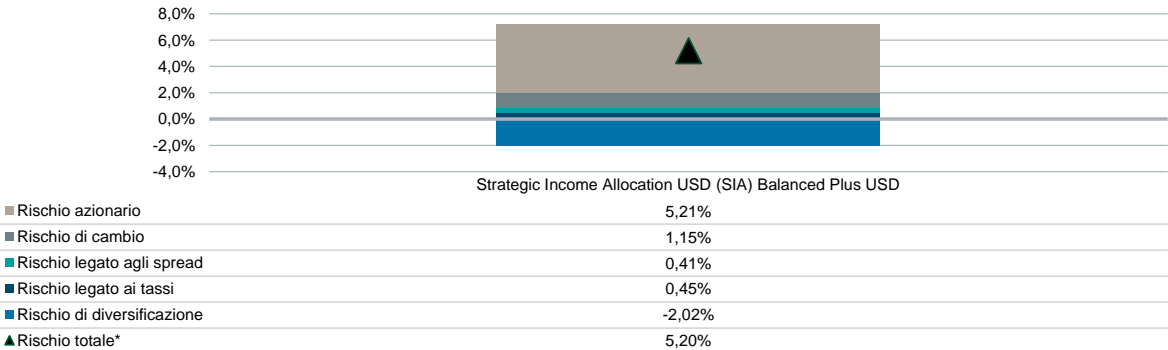 8,0%
6,0%
4,0%
2,0%
0,0%
-2,0%
-4,0%
Strategic Income Allocation USD (SIA) Balanced Plus USD
Rischio azionario 5,21%
Rischio di cambio 1,15%
Rischio legato agli spread 0,41%
Rischio legato ai tassi 0,45%
Rischio di diversificazione -2,02%
Rischio totale* 5,20%